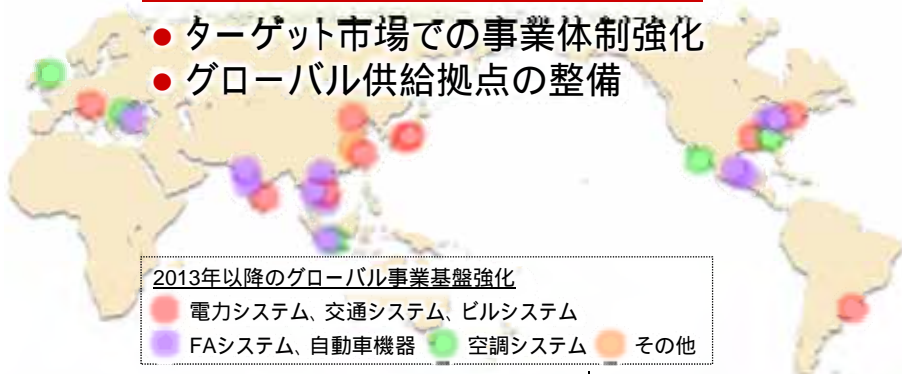 ● ターゲット市場での事業体制強化
● グローバル供給拠点の整備
2013年以降のグローバル事業基盤強化
電力システム、交通システム、ビルシステム
FAシステム、自動車機器 空調システム その他